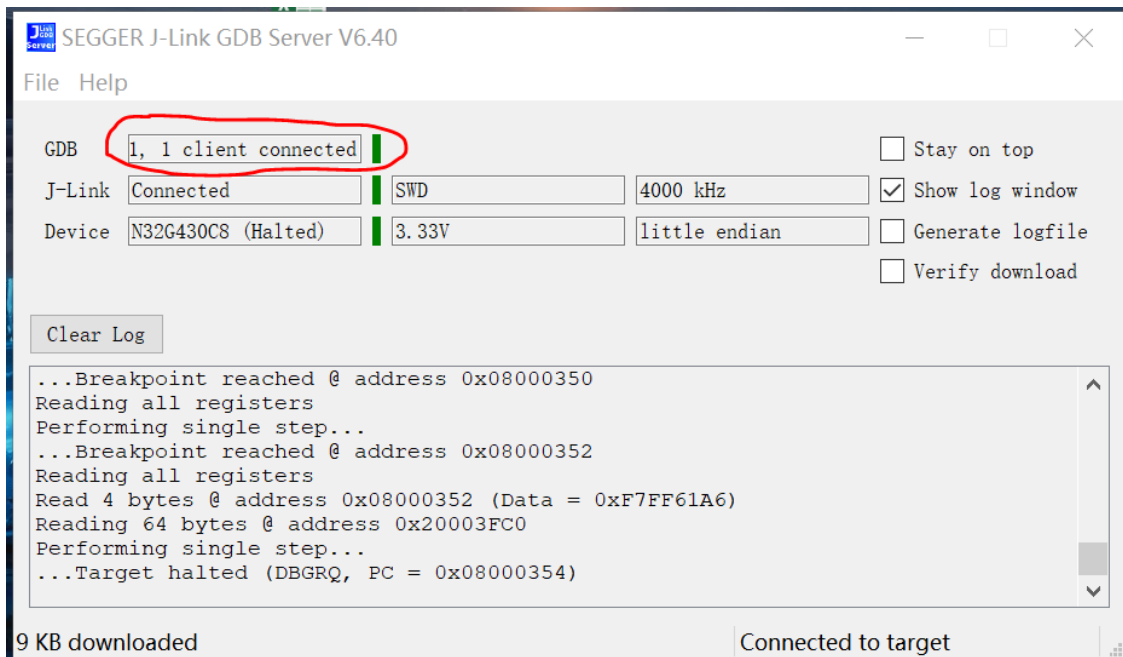 SEGGER J-Link GDB Server V6.40
File Help
GDB 1, 1 client connected Stay on top
J-Link Connected SWD 4000 kHz Show log window
Device N32G430C8 (Halted) 3.33V little endian Generate logfile
Verify download
Clear Log
...Breakpoint reached @ address 0x08000350
Reading all registers
Performing single step...
...Breakpoint reached @ address 0x08000352
Reading all registers
Read 4 bytes @ address 0x08000352 (Data = 0xF7FF61A6)
Reading 64 bytes @ address 0x20003FC0
Performing single step...
...Target halted (DBGRQ, PC = 0x08000354)
9 KB downloaded Connected to target